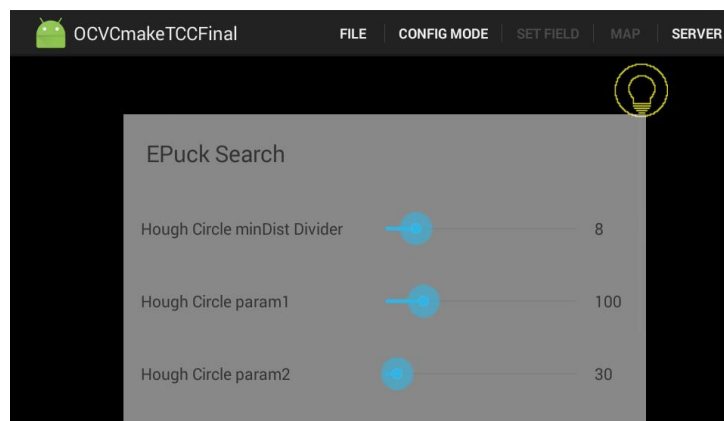 OCVCmakeTCCFinal FILE CONFIG MODE SET FIELD MAP SERVER
EPuck Search
Hough Circle minDist Divider 8
Hough Circle param1 100
Hough Circle param2 30